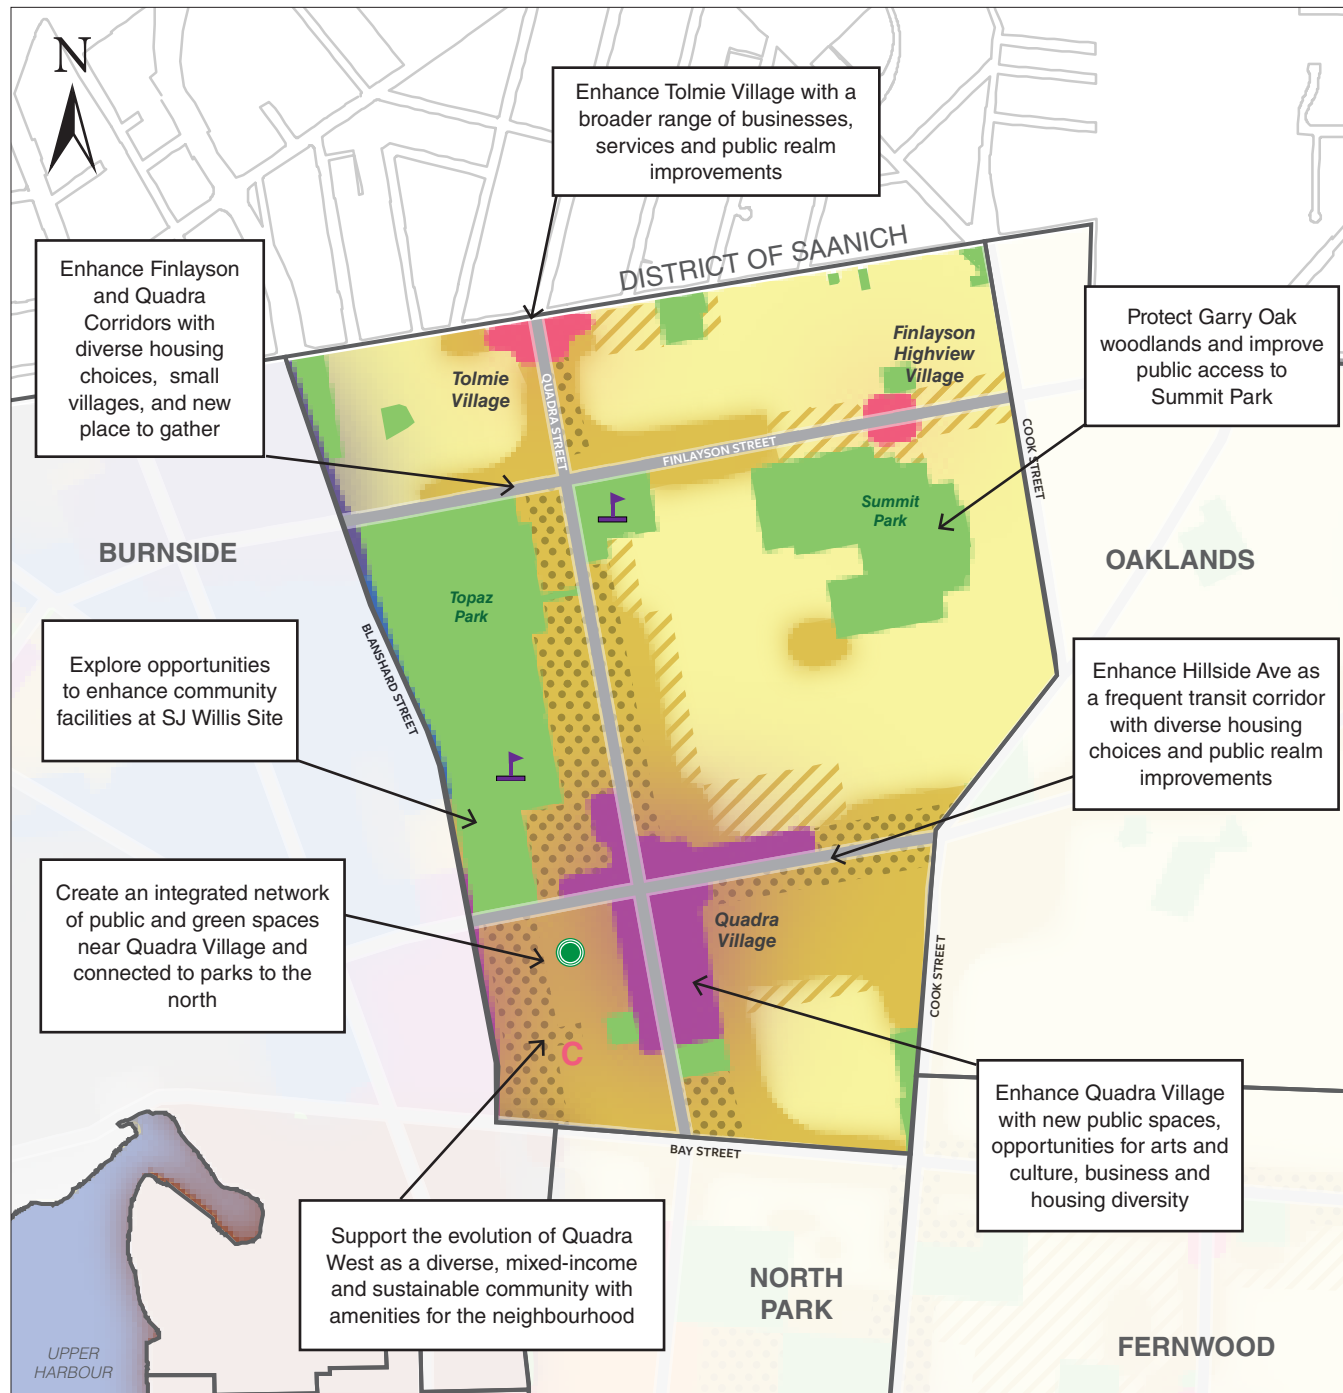 N
Enhance Tolmie Village with a
broader range of businesses,
services and public realm
improvements
DISTRICT OF SAANICH
Enhance Finlayson
and Quadra
Corridors with
diverse housing
choices, small
villages, and new
place to gather
Protect Garry Oak
woodlands and improve
public access to
Summit Park
Tolmie
Village
QUADRA STREET
Finlayson
Highview
Village
FINLAYSON STREET
COOK STREET
Summit
Park
BURNSIDE
OAKLANDS
Topaz
Park
BLANSHARD STREET
Explore opportunities
to enhance community
facilities at SJ Willis Site
Enhance Hillside Ave as
a frequent transit corridor
with diverse housing
choices and public realm
improvements
Create an integrated network
of public and green spaces
near Quadra Village and
connected to parks to the
north
Quadra
Village
COOK STREET
C
Enhance Quadra Village
with new public spaces,
opportunities for arts and
culture, business and
housing diversity
BAY STREET
Support the evolution of Quadra
West as a diverse, mixed-income
and sustainable community with
amenities for the neighbourhood
NORTH
PARK
FERNWOOD
UPPER
HARBOUR